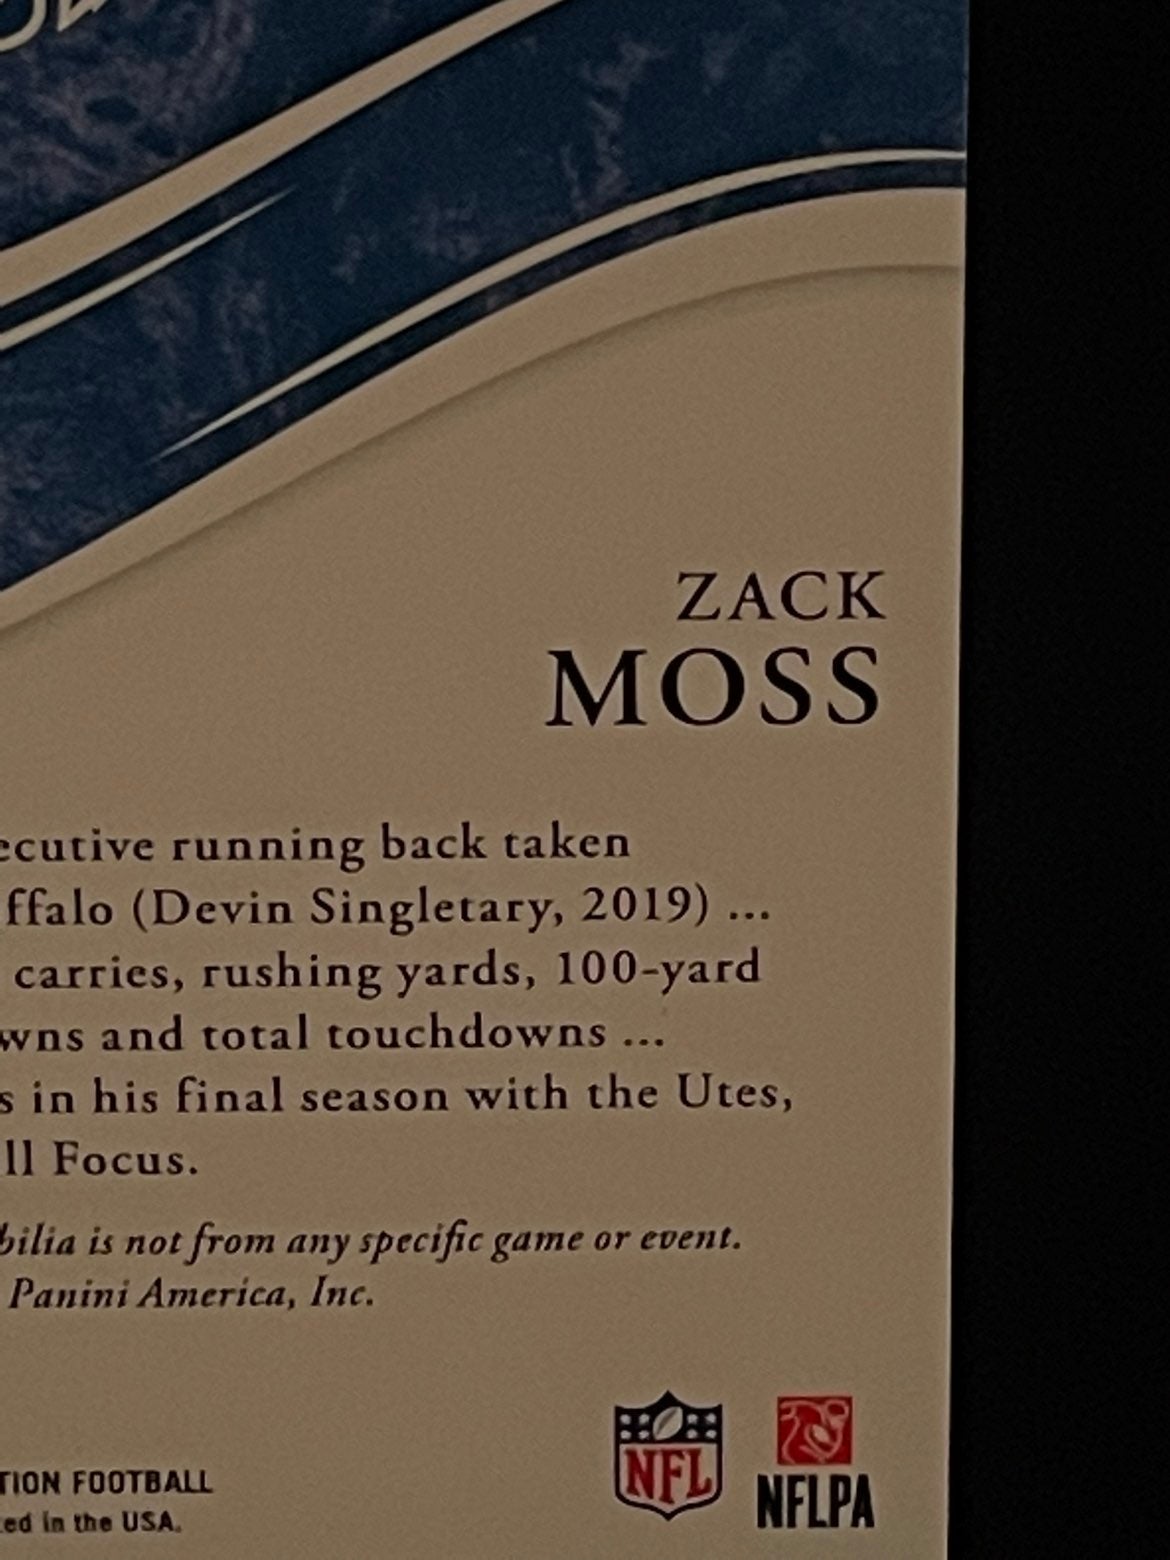 ZACK
MOSS
ecutive running back taken
ffalo (Devin Singletary, 2019) ...
carries, rushing yards, 100-yard
wns and total touchdowns ...
s in his final season with the Utes,
ll Focus.
bilia is not from any specific game or event.
Panini America, Inc.
NFL
NFLPA
TION FOOTBALL
ted in the USA.